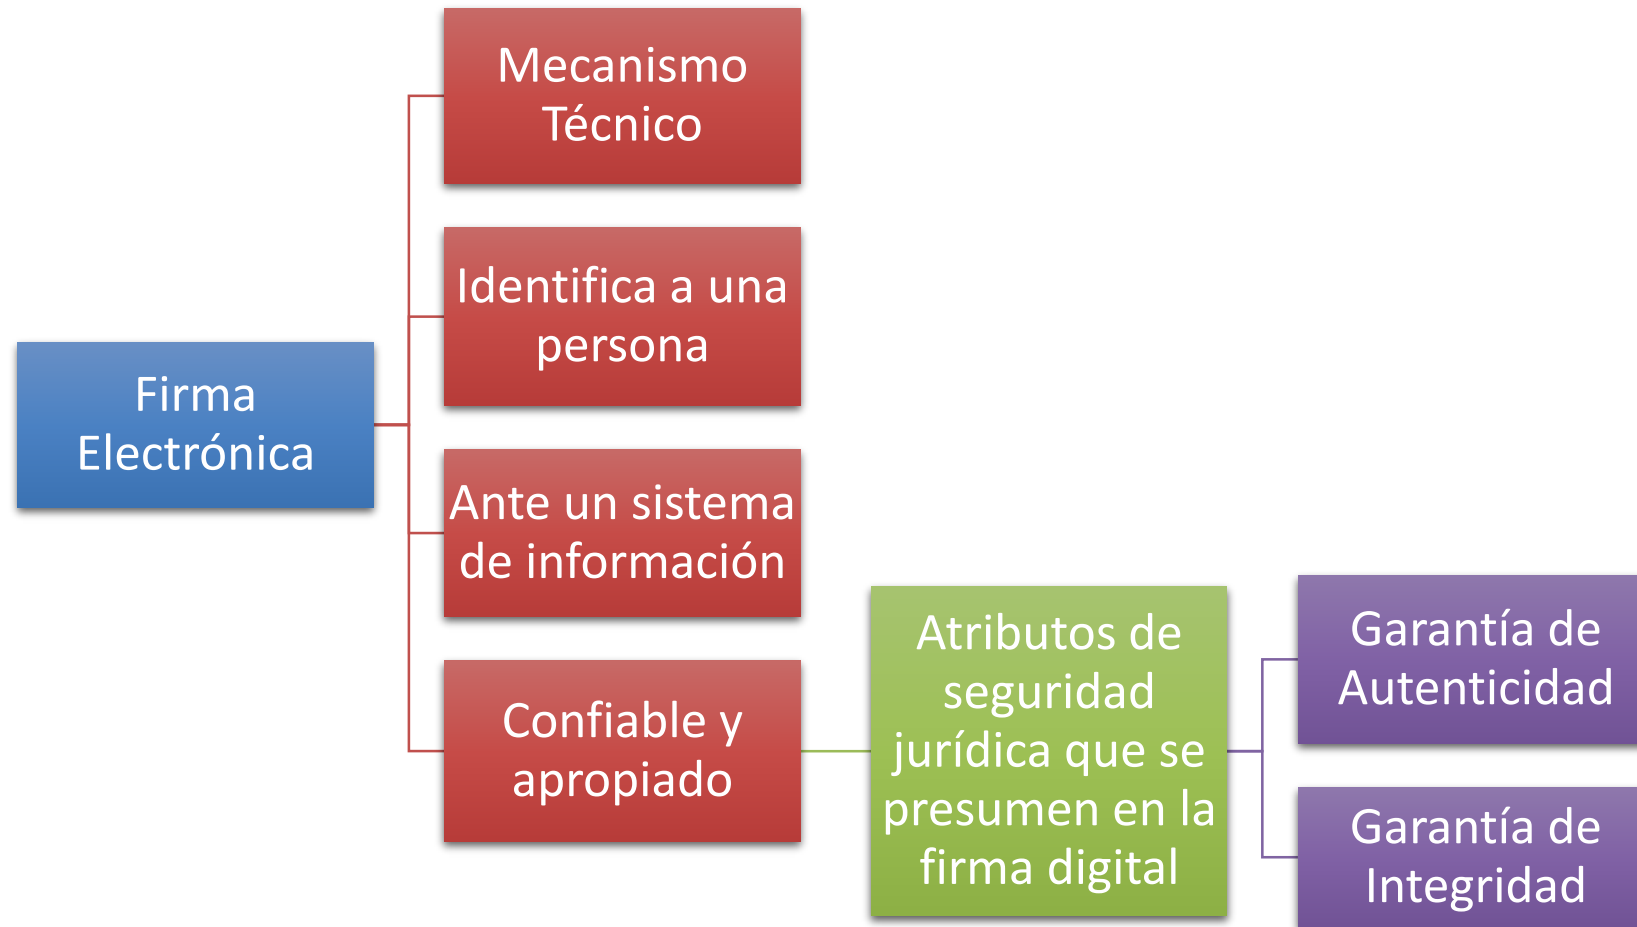 Firma
Electrónica
Mecanismo
Técnico
Identifica a una
persona
Ante un sistema
de información
Confiable y
apropiado
Atributos de
seguridad
jurídica que se
presumen en la
firma digital
Garantía de
Autenticidad
Garantía de
Integridad